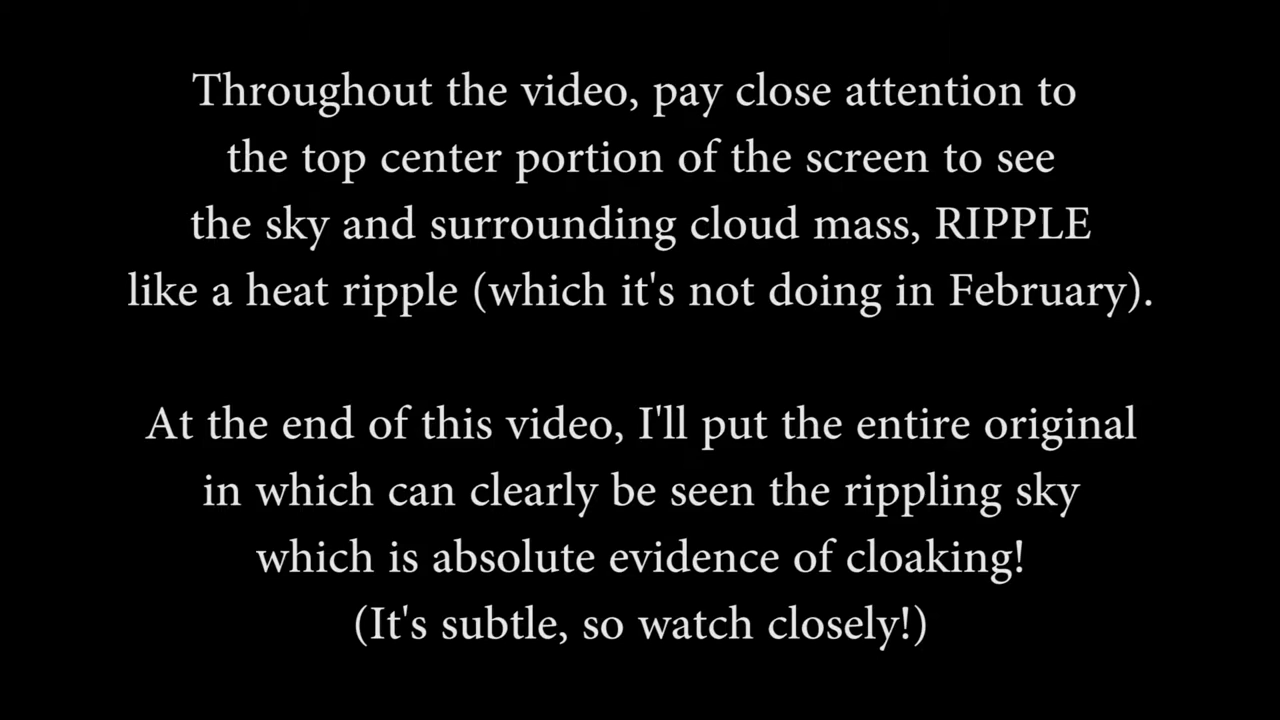 Throughout the video, pay close attention to
the top center portion of the screen to see
the sky and surrounding cloud mass, RIPPLE
like a heat ripple (which it's not doing in February).
At the end of this video, I'll put the entire original
in which can clearly be seen the rippling sky
which is absolute evidence of cloaking!
(It's subtle, so watch closely!)